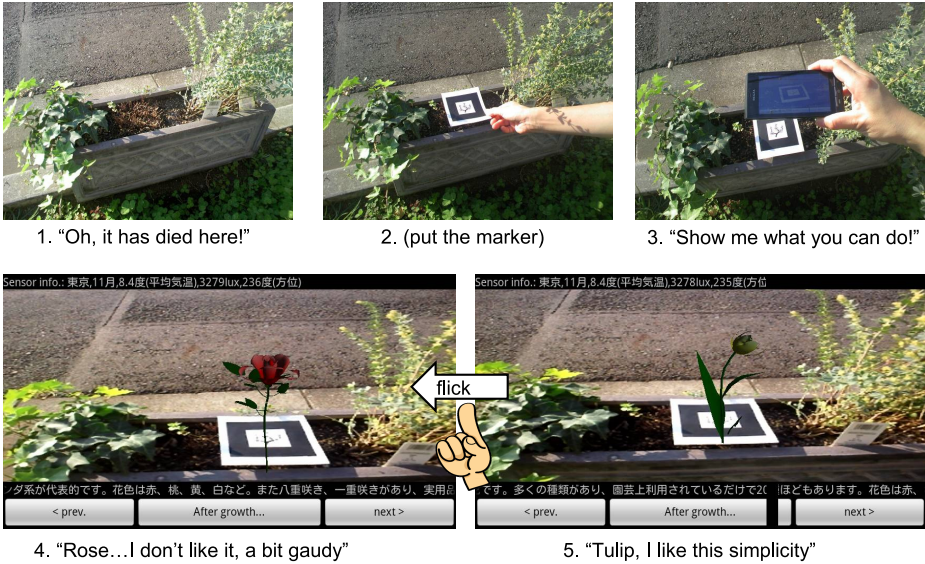 1. “Oh, it has died here!”
2. (put the marker)
3. “Show me what you can do!”
Sensor info.: 東京,11月,8.4度(平均気温),3279lux,236度(方位)
flick
ンダ系が代表的です。花色は赤、桃、黄、白など。また八重咲き、一重咲きがあり、実用品
< prev.
After growth...
next >
Sensor info.: 東京,11月,8.4度(平均気温),3278lux,235度(方位
です。多くの種類があり、園芸上利用されているだけで20
ほどもあります。花色は赤、
< prev.
After growth...
next >
4. “Rose…I don’t like it, a bit gaudy”
5. “Tulip, I like this simplicity”